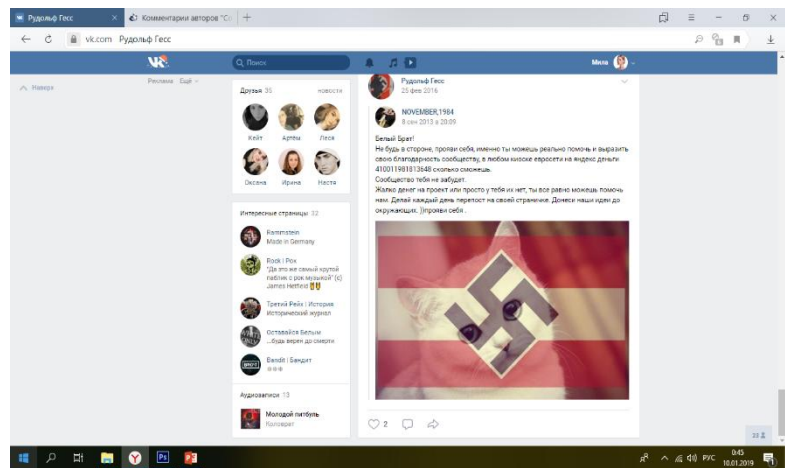 Рудольф Гесс
Комментарии авторов "Со
vk.com Рудольф Гесс
Поиск
Мила
Наверх
Реклама Ещё
Друзья 35 новости
Кейт Артём Леся
Оксана Ирина Настя
Интересные страницы 32
Rammstein
Made in Germany
Rock | Рок
"Да это же самый крутой
паблик с рок музыкой" (с)
James Hetfield
Третий Рейх | История
Исторический журнал
Оставайся Белым
...будь верен до смерти
Bandit | Бандит
Аудиозаписи 13
Молодой питбуль
Коловрат
Рудольф Гесс
25 фев 2016
NOVEMBER,1984
8 сен 2013 в 20:09
Белый Брат!
Не будь в стороне, прояви себя, именно ты можешь реально помочь и выразить
свою благодарность сообществу, в любом киоске евросети на яндекс деньги
410011981813648 сколько сможешь.
Сообщество тебя не забудет.
Жалко денег на проект или просто у тебя их нет, ты все равно можешь помочь
нам. Делай каждый день перепост на своей страничке. Донеси наши идеи до
окружающих. ))прояви себя .
2
23
РУС
0:45
10.01.2019